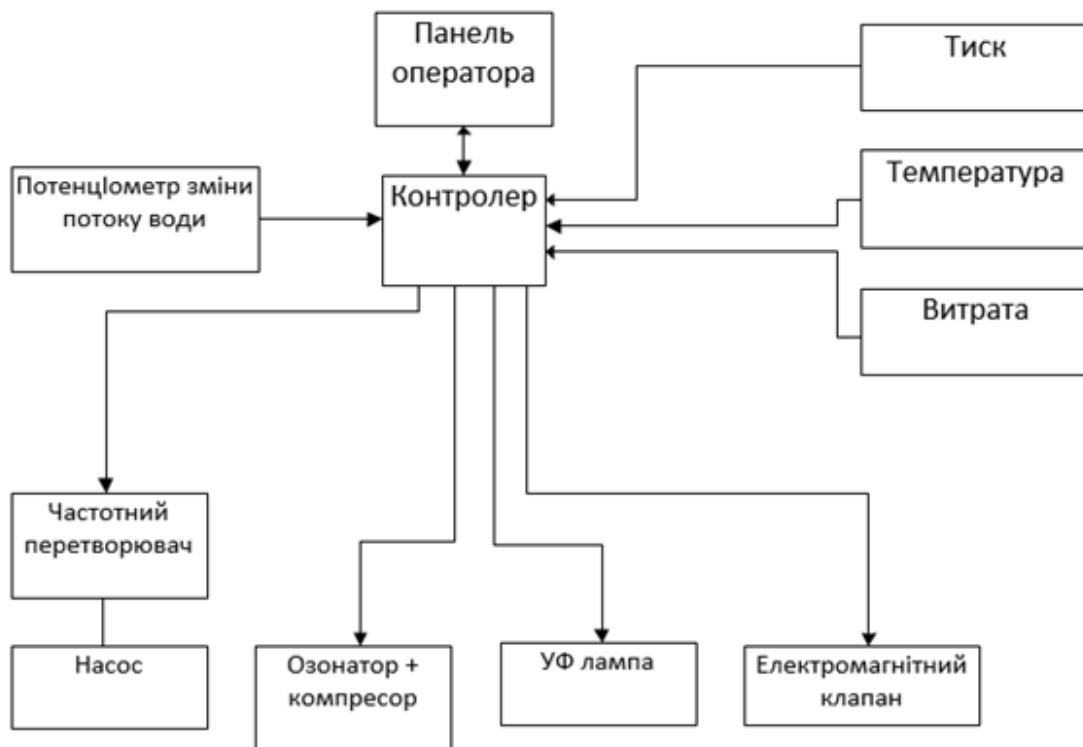 Панель
оператора
Тиск
Температура
ПотенцІометр зміни
потоку води
Контролер
Витрата
Частотний
перетворювач
Насос
Озонатор +
компресор
УФ лампа
Електромагнітний
клапан